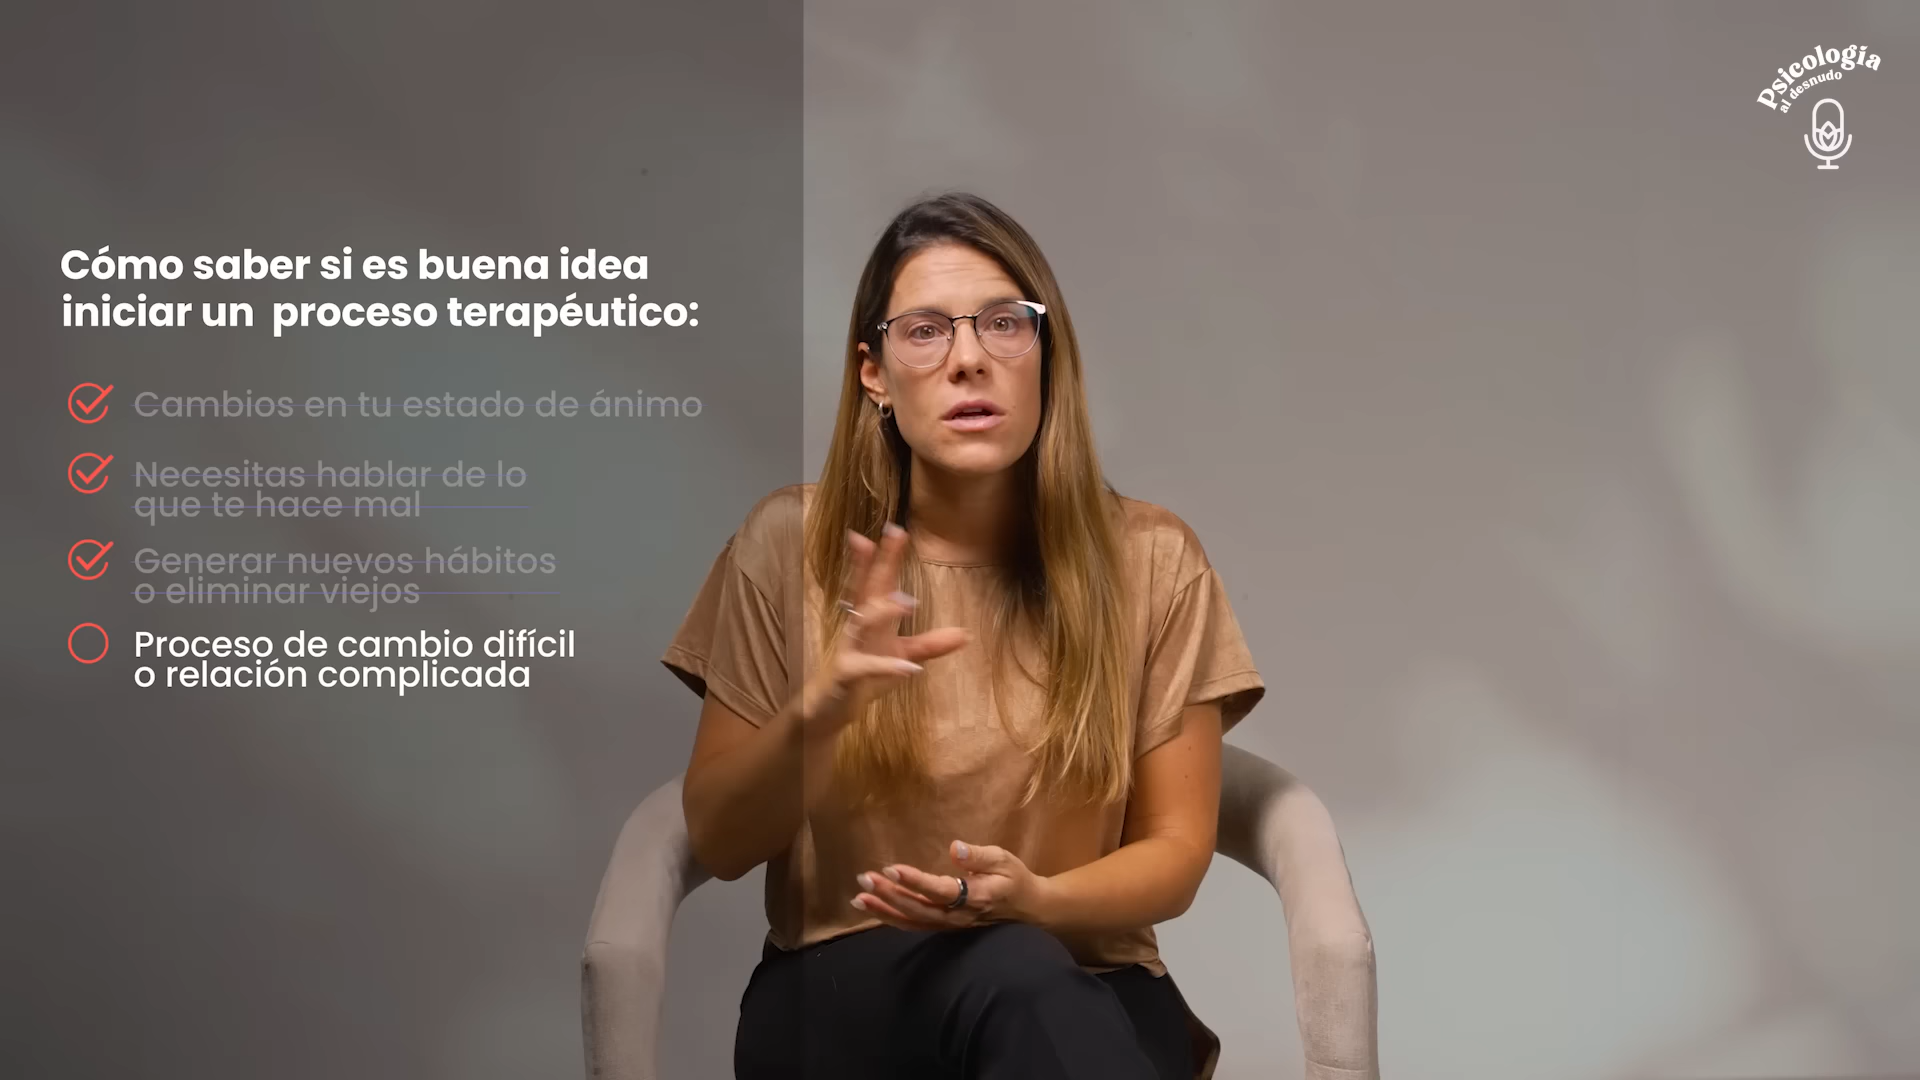 Psicología
al desnudo
Cómo saber si es buena idea
iniciar un proceso terapéutico:
Cambios en tu estado de ánimo
Necesitas hablar de lo
que te hace mal
Generar nuevos hábitos
o eliminar viejos
Proceso de cambio difícil
o relación complicada